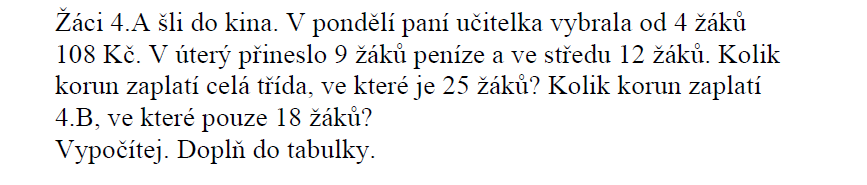 Žáci 4.A šli do kina. V pondělí paní učitelka vybrala od 4 žáků
108 Kč. V úterý přineslo 9 žáků peníze a ve středu 12 žáků. Kolik
korun zaplatí celá třída, ve které je 25 žáků? Kolik korun zaplatí
4.B, ve které pouze 18 žáků?
Vypočítej. Doplň do tabulky.